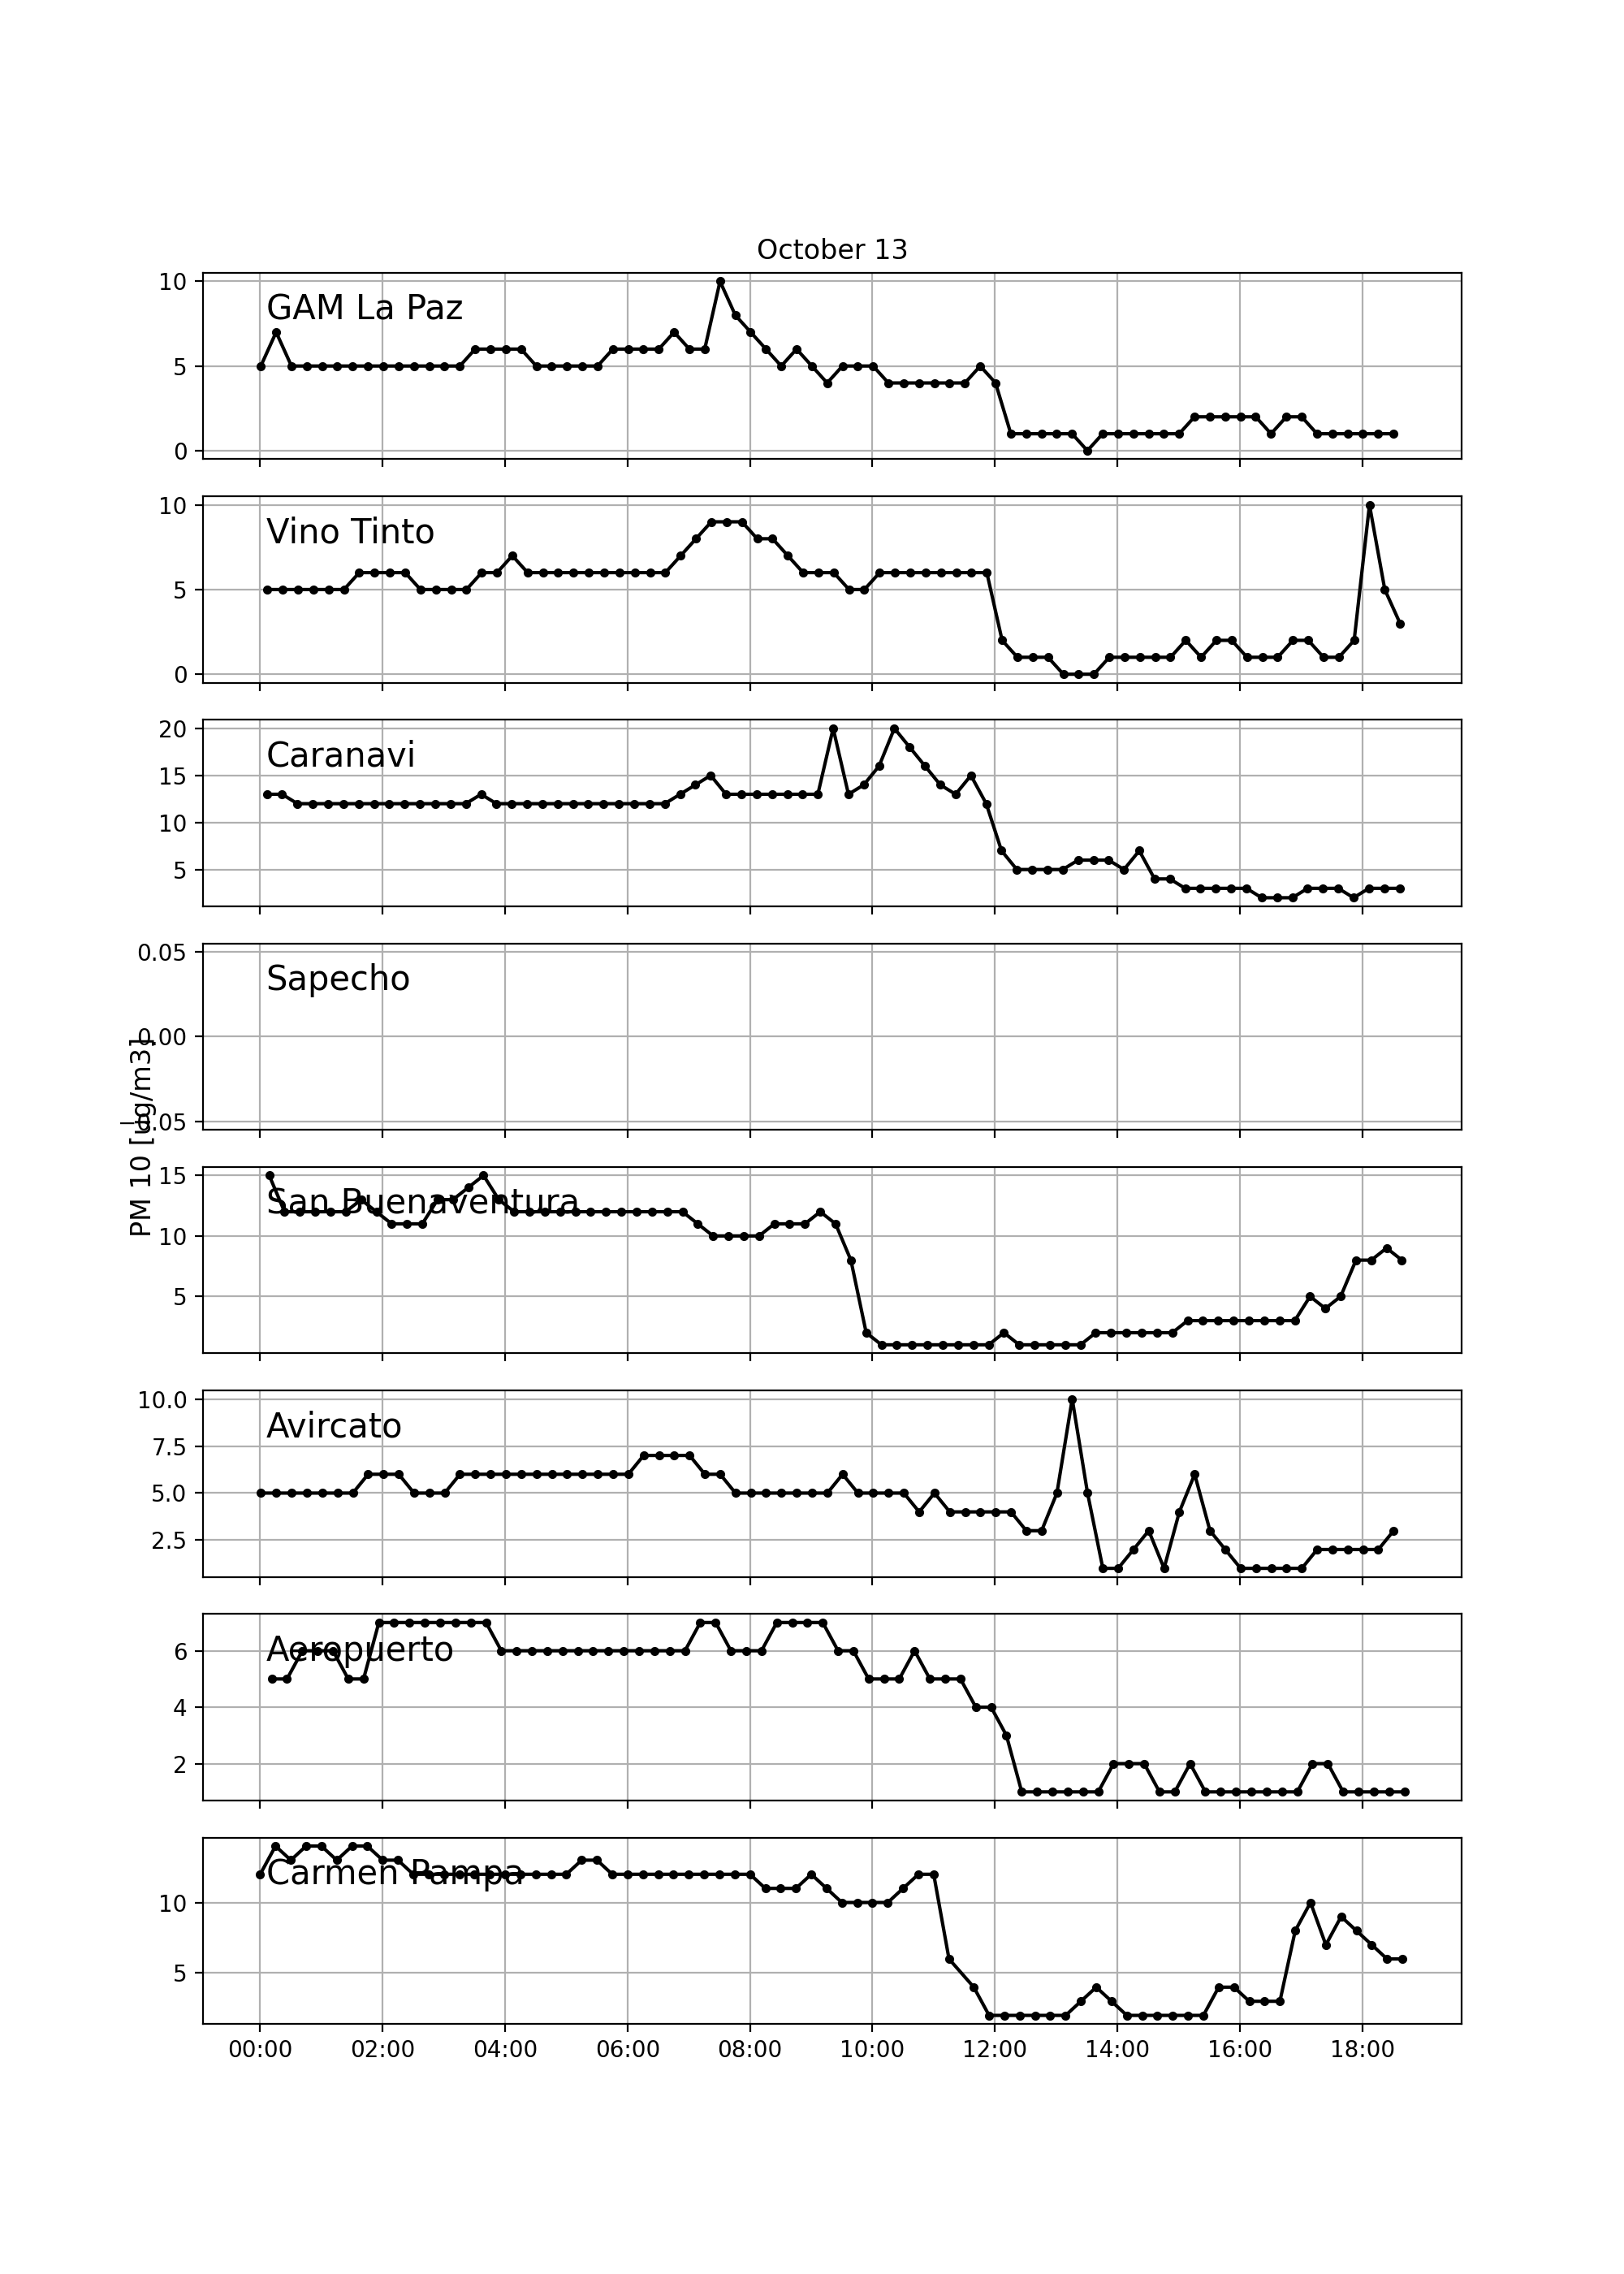 October 13
10
GAM La Paz
5
0
10
Vino Tinto
5
0
20
Caranavi
15
10
5
0.05
Sapecho
0.00
−0.05
PM 10 [ug/m3]
15
San Buenaventura
10
5
10.0
Avircato
7.5
5.0
2.5
Aeropuerto
6
4
2
Carmen Pampa
10
5
00:00 02:00 04:00 06:00 08:00 10:00 12:00 14:00 16:00 18:00